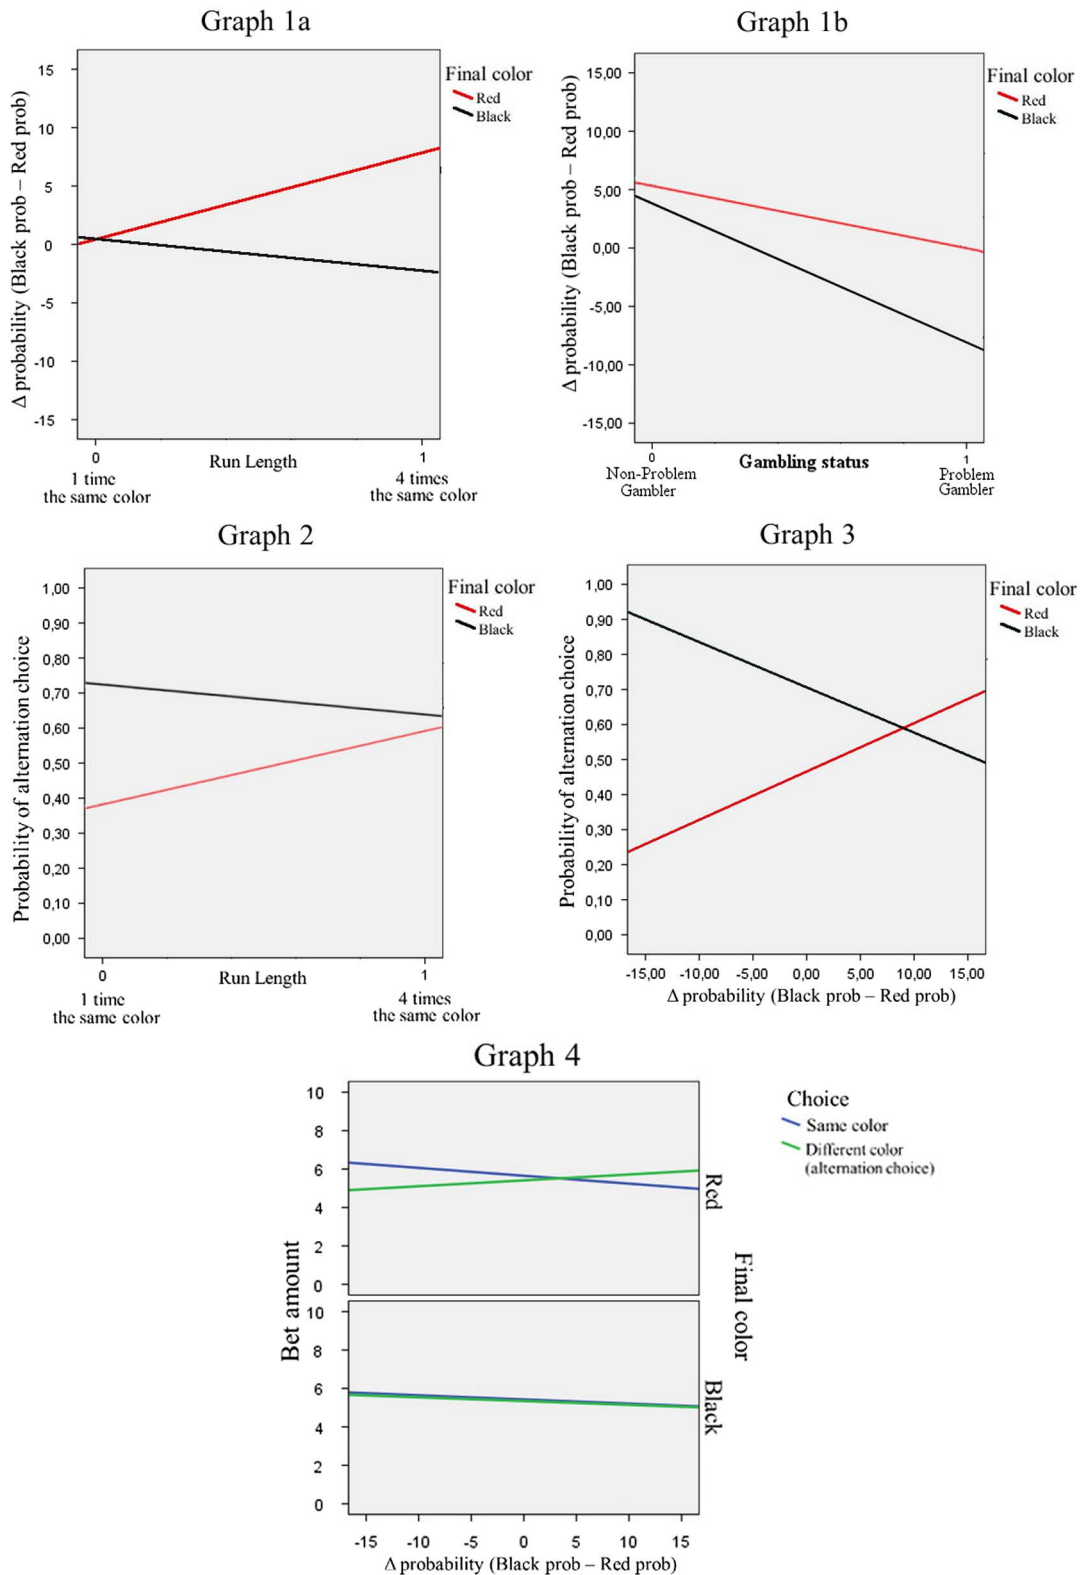 Graph 1a
Graph 1b
Δ probability (Black prob – Red prob)
15
10
5
0
-5
-10
-15
0
1
Run Length
1 time
the same color
4 times
the same color
Final color
Red
Black
Δ probability (Black prob – Red prob)
15,00
10,00
5,00
0,00
-5,00
-10,00
-15,00
0
1
Gambling status
Non-Problem
Gambler
Problem
Gambler
Final color
Red
Black
Graph 2
Graph 3
Probability of alternation choice
1,00
0,90
0,80
0,70
0,60
0,50
0,40
0,30
0,20
0,10
0,00
0
1
Run Length
1 time
the same color
4 times
the same color
Final color
Red
Black
Probability of alternation choice
1,00
0,90
0,80
0,70
0,60
0,50
0,40
0,30
0,20
0,10
0,00
-15,00 -10,00 -5,00 0,00 5,00 10,00 15,00
Δ probability (Black prob – Red prob)
Final color
Red
Black
Graph 4
Bet amount
10
8
6
4
2
0
Red
10
8
6
4
2
0
Black
Final color
-15 -10 -5 0 5 10 15
Δ probability (Black prob – Red prob)
Choice
Same color
Different color
(alternation choice)